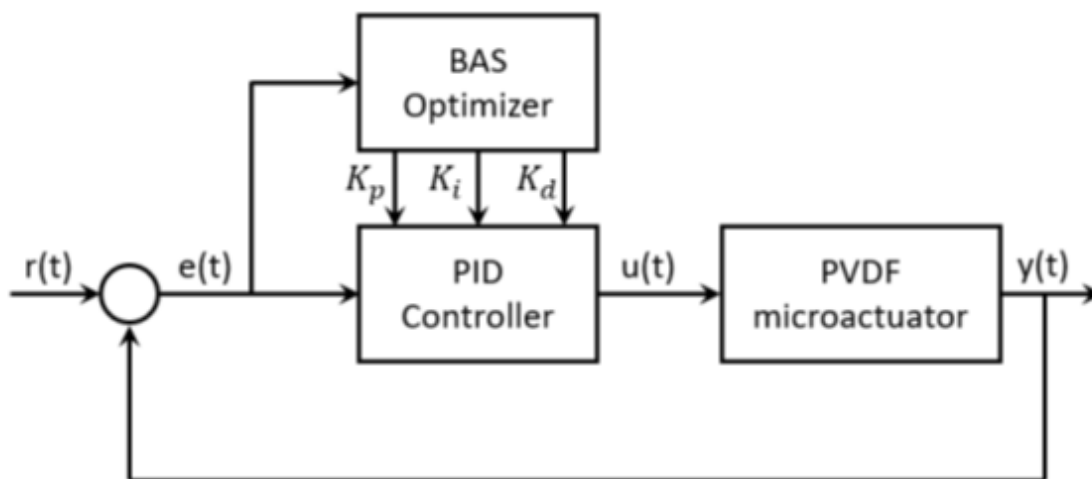 BAS
Optimizer
K_p K_i K_d
r(t) e(t) PID u(t) PVDF y(t)
Controller microactuator